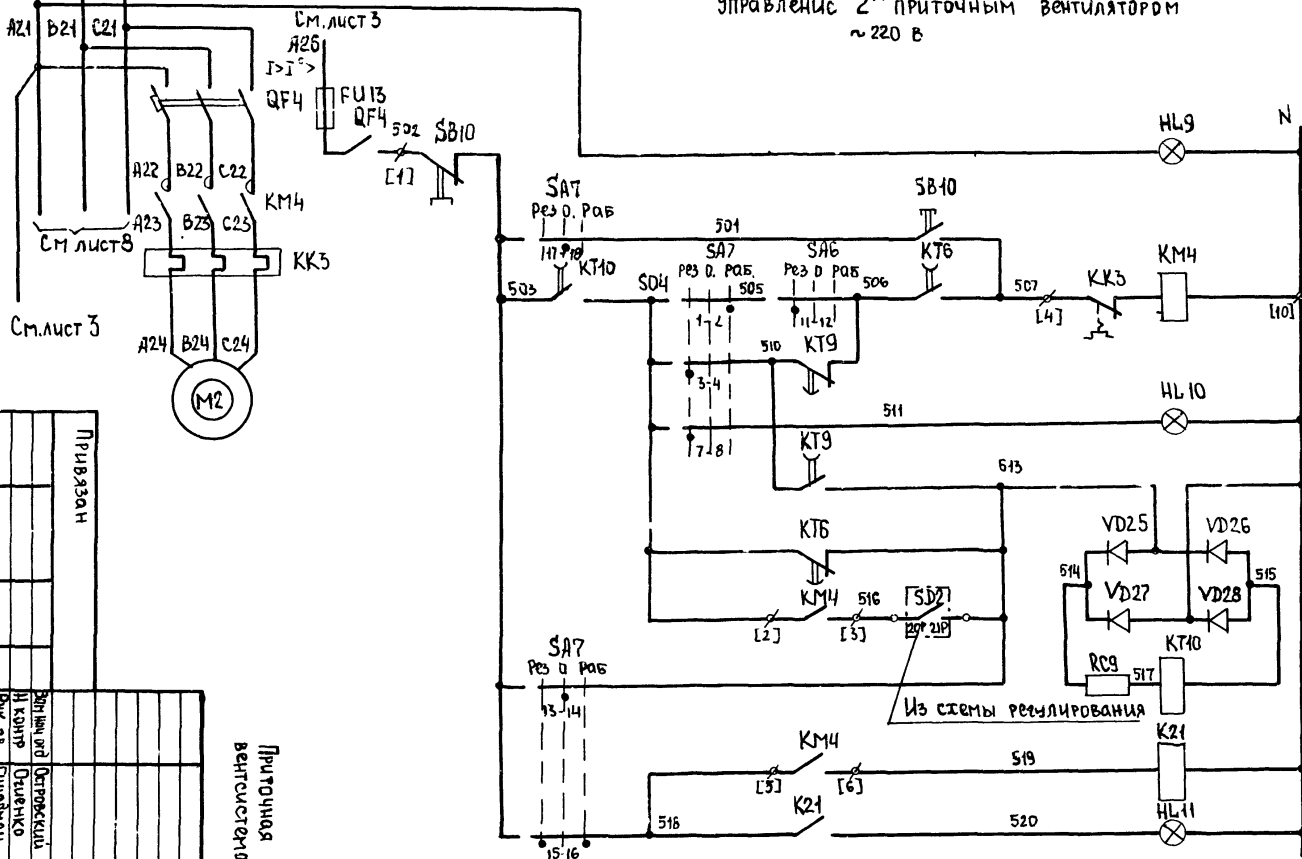 Управление 2ым приточным вентилятором
~220 В
A21 B21 C21
См. лист 3
A26
I>I >
QF4
FU13
QF4
502
SB10
[1]
HL9
N
A22 B22 C22
KM4
A23 B23 C23
См лист 8
KK3
См. лист 3
A24 B24 C24
M2
SA7
Рез 0. Раб
17 18
501
SB10
KT10
503
504
SA7
Рез 0. Раб.
505
1-2
SA6
Рез 0 Раб
11-12
506
KT6
507
[4]
KK3
KM4
[10]
3-4
510
KT9
7-8
511
HL10
KT9
513
KT6
VD25
VD26
514
515
VD27
VD28
KM4
[2]
[3]
516
SD2
20P 21P
RC9
517
KT10
SA7
Рез 0 Раб
13-14
Из схемы регулирования
KM4
[5]
[6]
519
K21
518
K21
520
HL11
15-16
Привязан
Островский
Н контр
Приточная
вентсистема